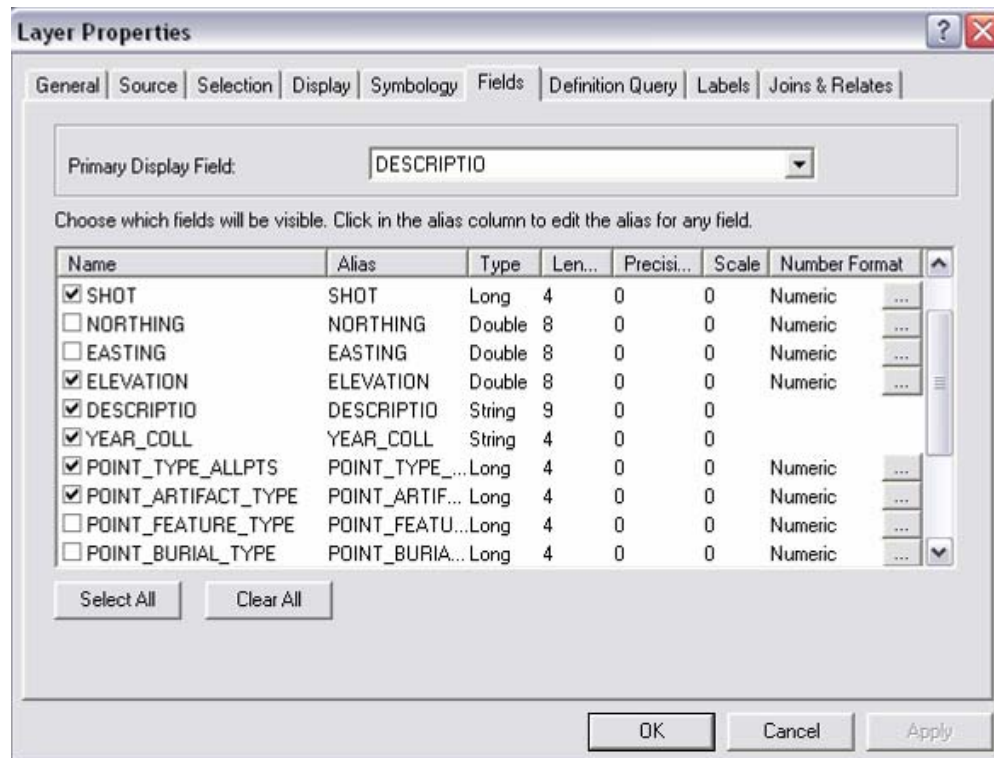 Layer Properties
?
General Source Selection Display Symbology Fields Definition Query Labels Joins & Relates
Primary Display Field: DESCRIPTIO
Choose which fields will be visible. Click in the alias column to edit the alias for any field.
Name Alias Type Len... Precisi... Scale Number Format
SHOT SHOT Long 4 0 0 Numeric ...
NORTHING NORTHING Double 8 0 0 Numeric ...
EASTING EASTING Double 8 0 0 Numeric ...
ELEVATION ELEVATION Double 8 0 0 Numeric ...
DESCRIPTIO DESCRIPTIO String 9 0 0
YEAR_COLL YEAR_COLL String 4 0 0
POINT_TYPE_ALLPTS POINT_TYPE_... Long 4 0 0 Numeric ...
POINT_ARTIFACT_TYPE POINT_ARTIF... Long 4 0 0 Numeric ...
POINT_FEATURE_TYPE POINT_FEATU... Long 4 0 0 Numeric ...
POINT_BURIAL_TYPE POINT_BURIA... Long 4 0 0 Numeric ...
Select All Clear All
OK Cancel Apply